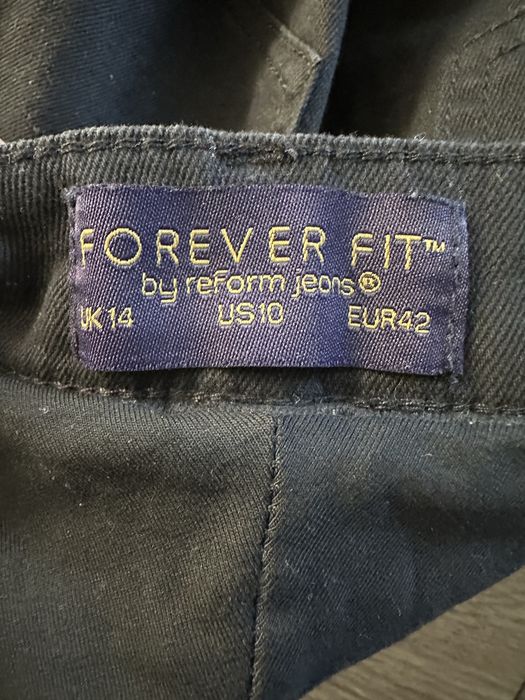 FOREVER FIT™
by reform jeans®
UK14 US10 EUR42